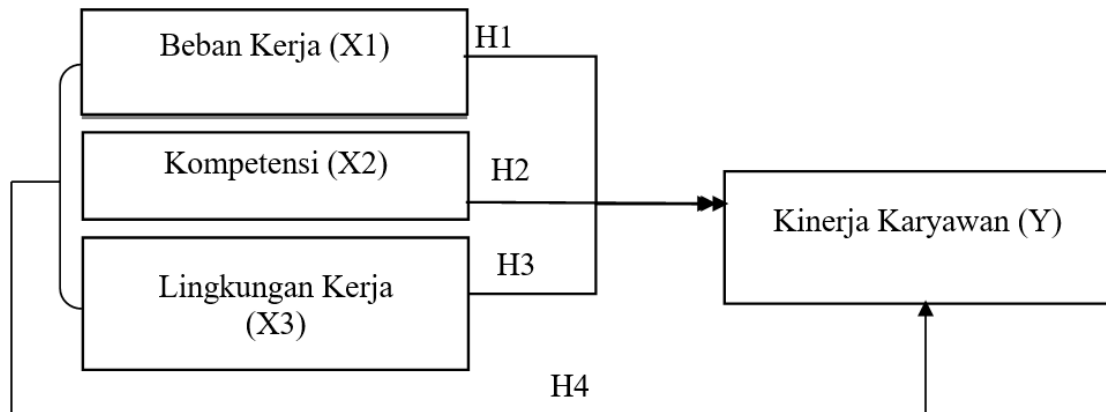 Beban Kerja (X1)
H1
Kompetensi (X2)
H2
Kinerja Karyawan (Y)
H3
Lingkungan Kerja
(X3)
H4